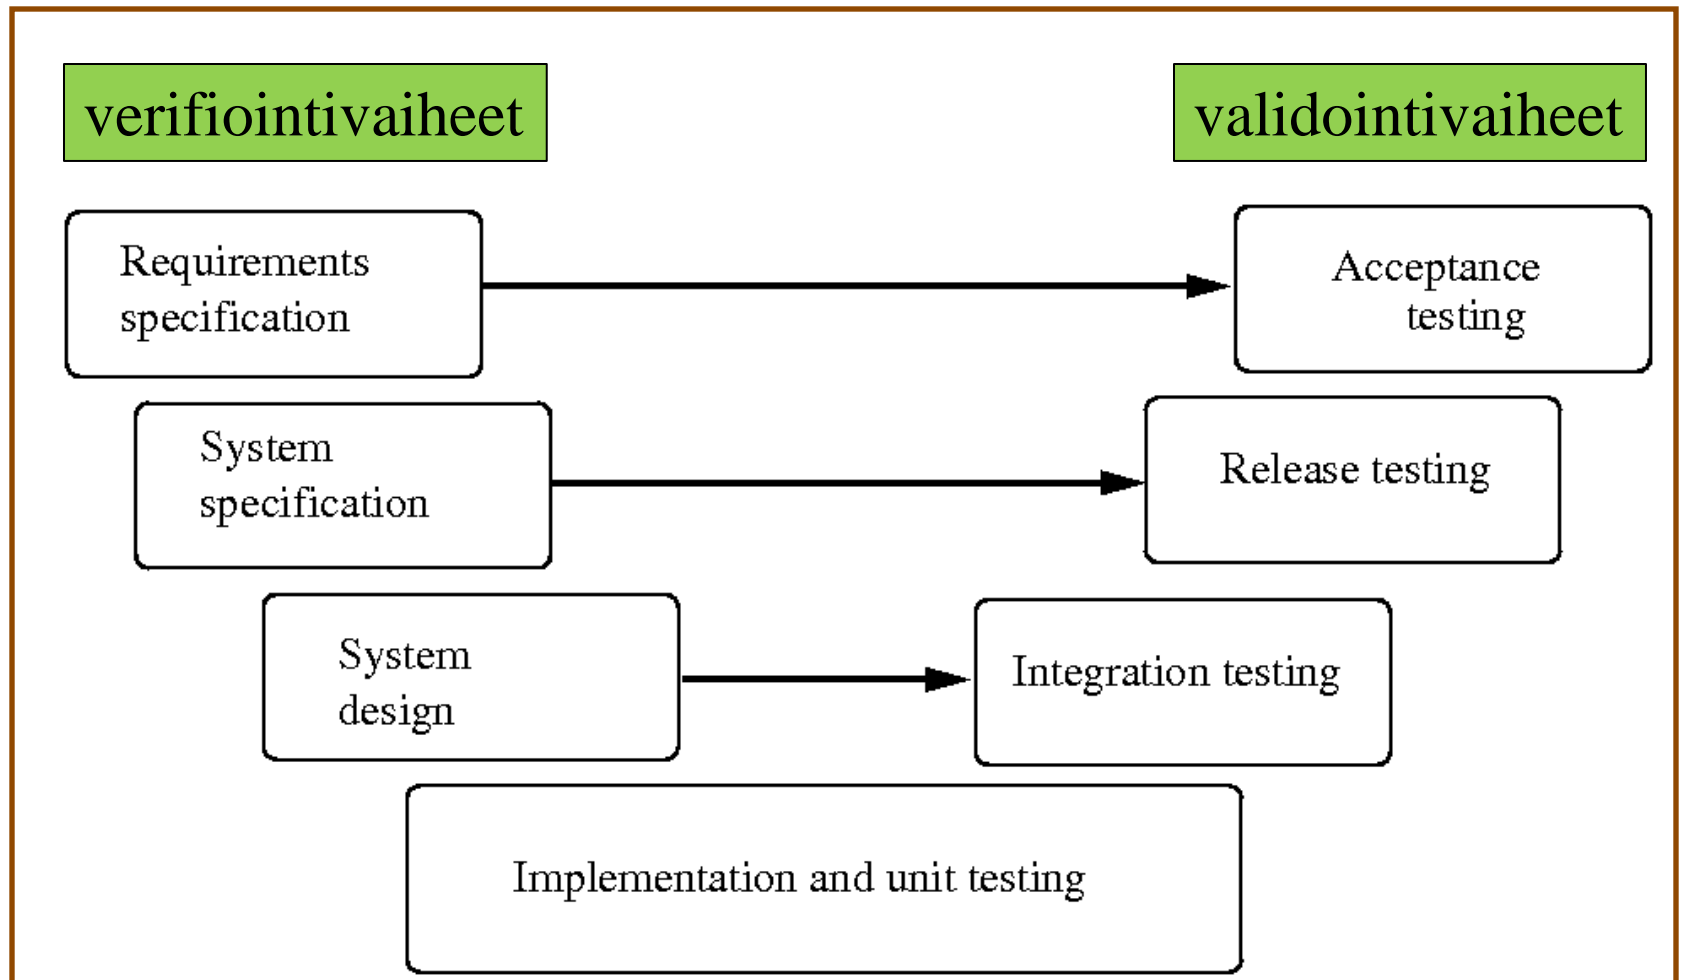 verifiointivaiheet
validointivaiheet
Requirements
specification
Acceptance
testing
System
specification
Release testing
System
design
Integration testing
Implementation and unit testing